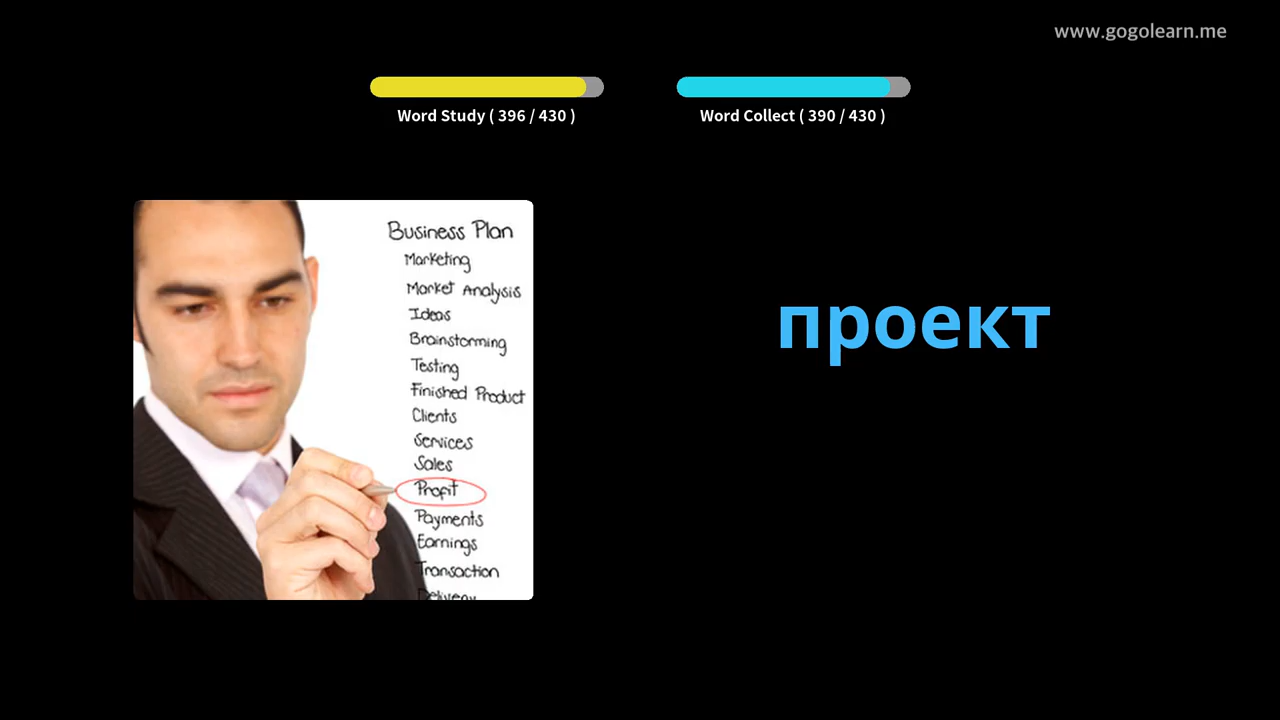 www.gogolearn.me
Word Study ( 396 / 430 )
Word Collect ( 390 / 430 )
Business Plan
Marketing
Market Analysis
Ideas
Brainstorming
Testing
Finished Product
Clients
Services
Sales
Profit
Payments
Earnings
Transaction
Delivery
проект